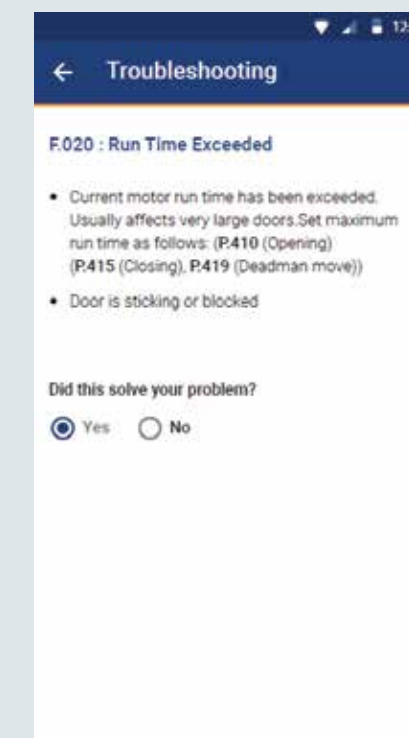 12:
Troubleshooting
F.020 : Run Time Exceeded
• Current motor run time has been exceeded.
Usually affects very large doors.Set maximum
run time as follows: (P.410 (Opening)
(P.415 (Closing), P.419 (Deadman move))
• Door is sticking or blocked
Did this solve your problem?
Yes No